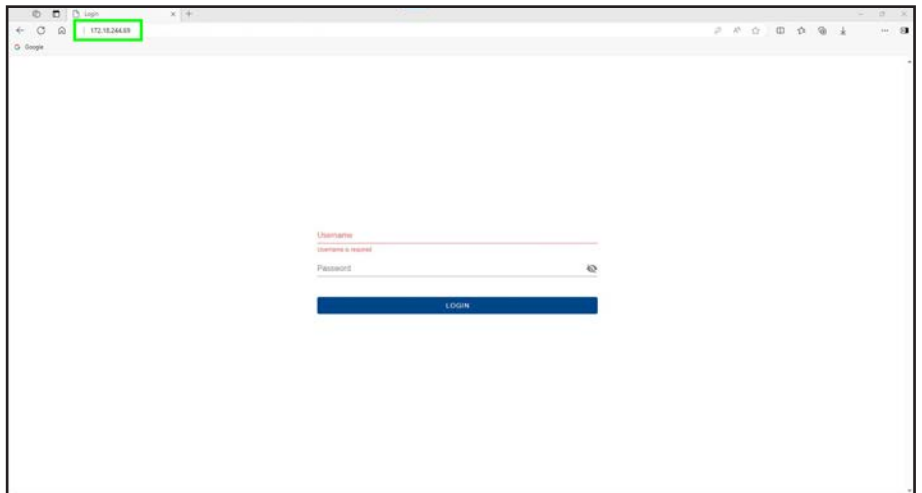 Login
172.18.244.69
Google
Username
Username is required
Password
LOGIN